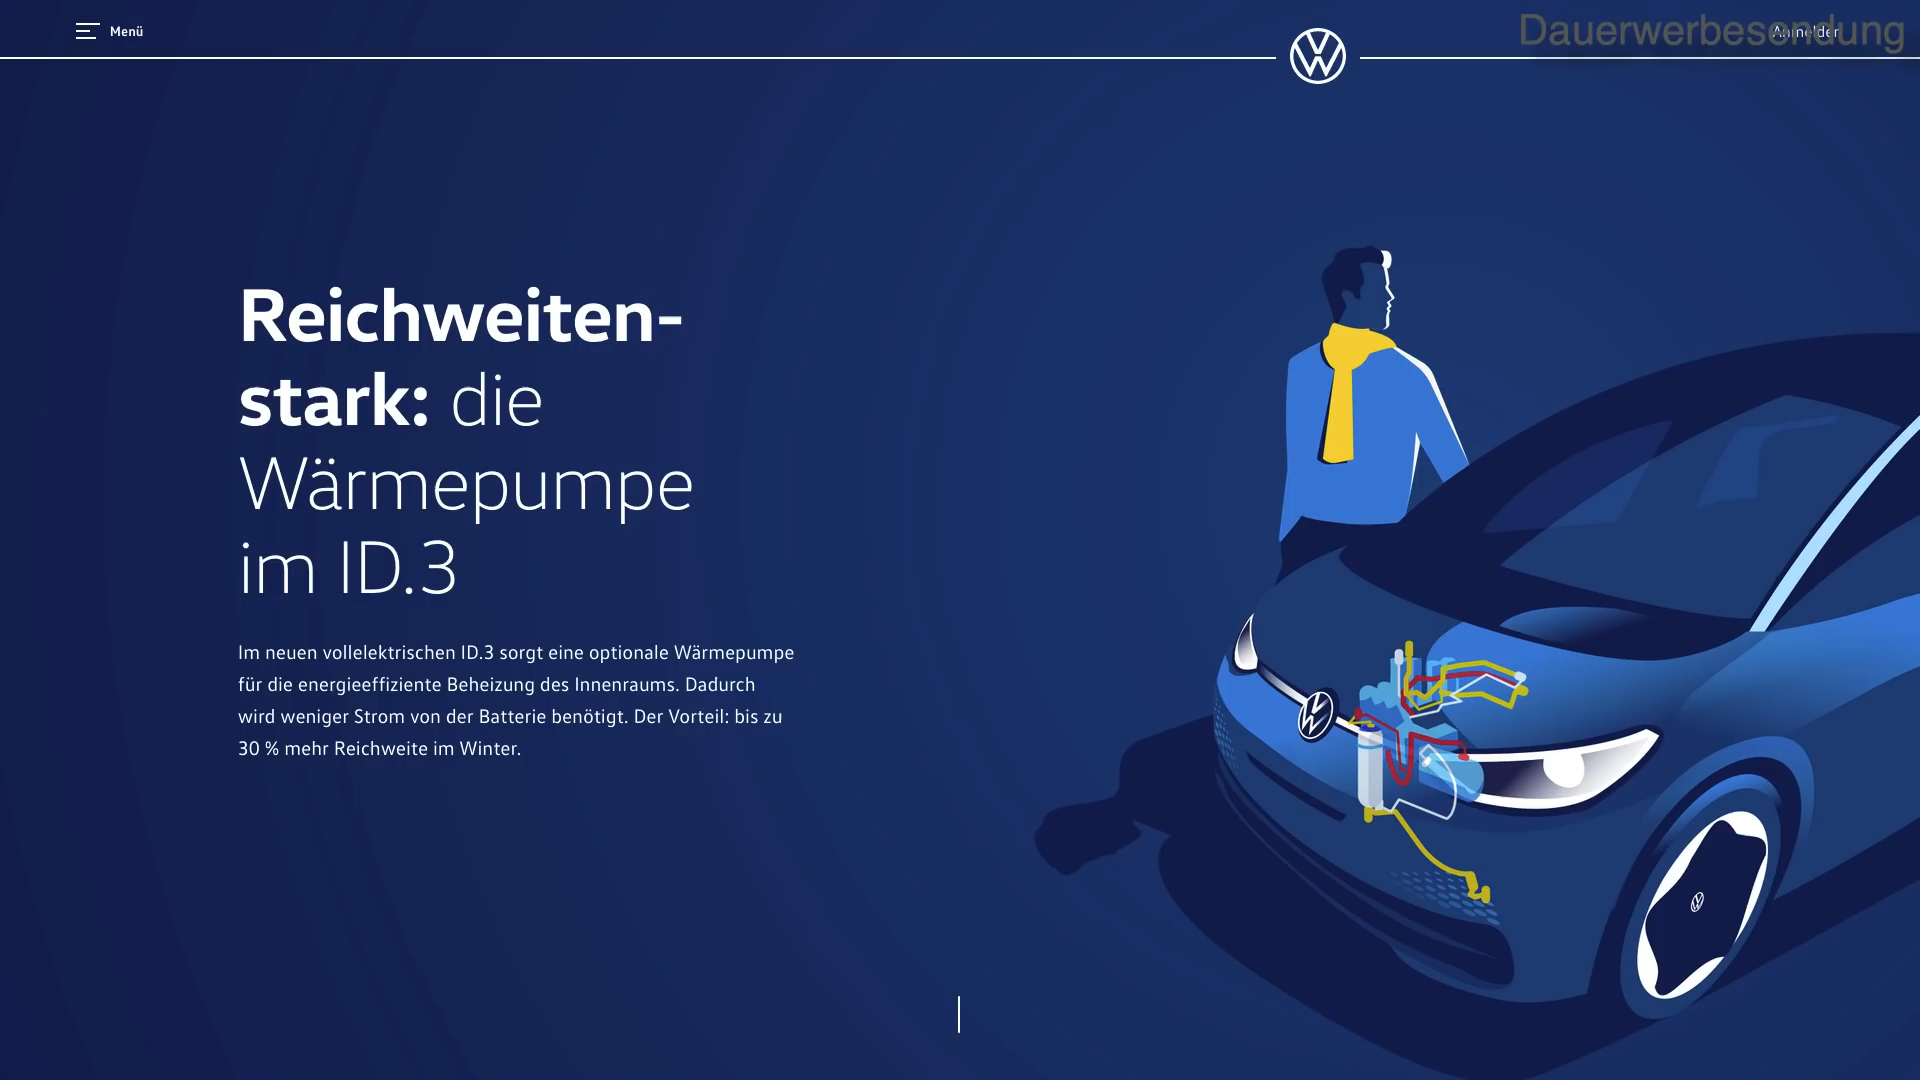 Menü
Dauerwerbesendung
Anmelden
Reichweiten-
stark: die
Wärmepumpe
im ID.3
Im neuen vollelektrischen ID.3 sorgt eine optionale Wärmepumpe
für die energieeffiziente Beheizung des Innenraums. Dadurch
wird weniger Strom von der Batterie benötigt. Der Vorteil: bis zu
30 % mehr Reichweite im Winter.